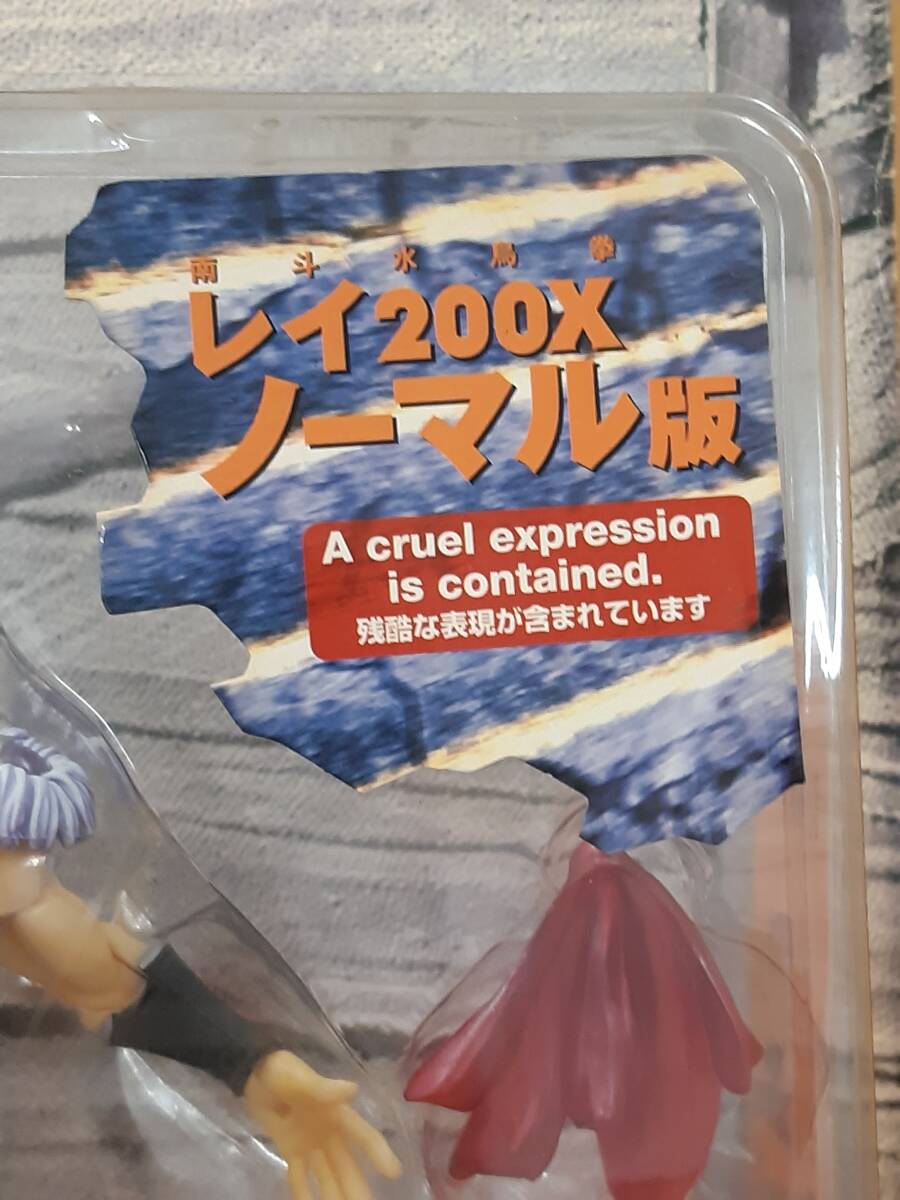 南斗水鳥拳
レイ200X
ノーマル版
A cruel expression
is contained.
残酷な表現が含まれています